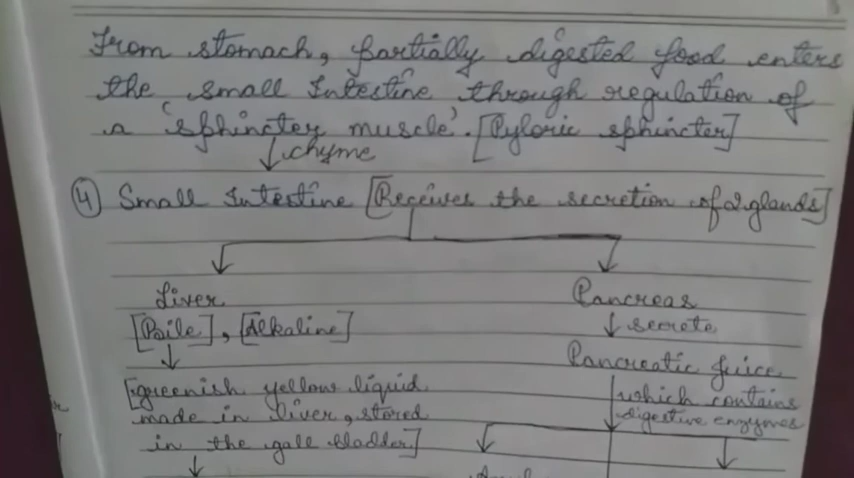 From stomach, partially digested food enters
the small Intestine through regulation of
a 'sphincter muscle'. [Pyloric sphincter]
chyme
④ Small Intestine [Receives the secretion of 2 glands]
Liver
[Bile], [Alkaline]
[greenish yellow liquid
made in liver, stored
in the gall bladder]
Pancreas
secrete
Pancreatic juice
which contains
digestive enzymes